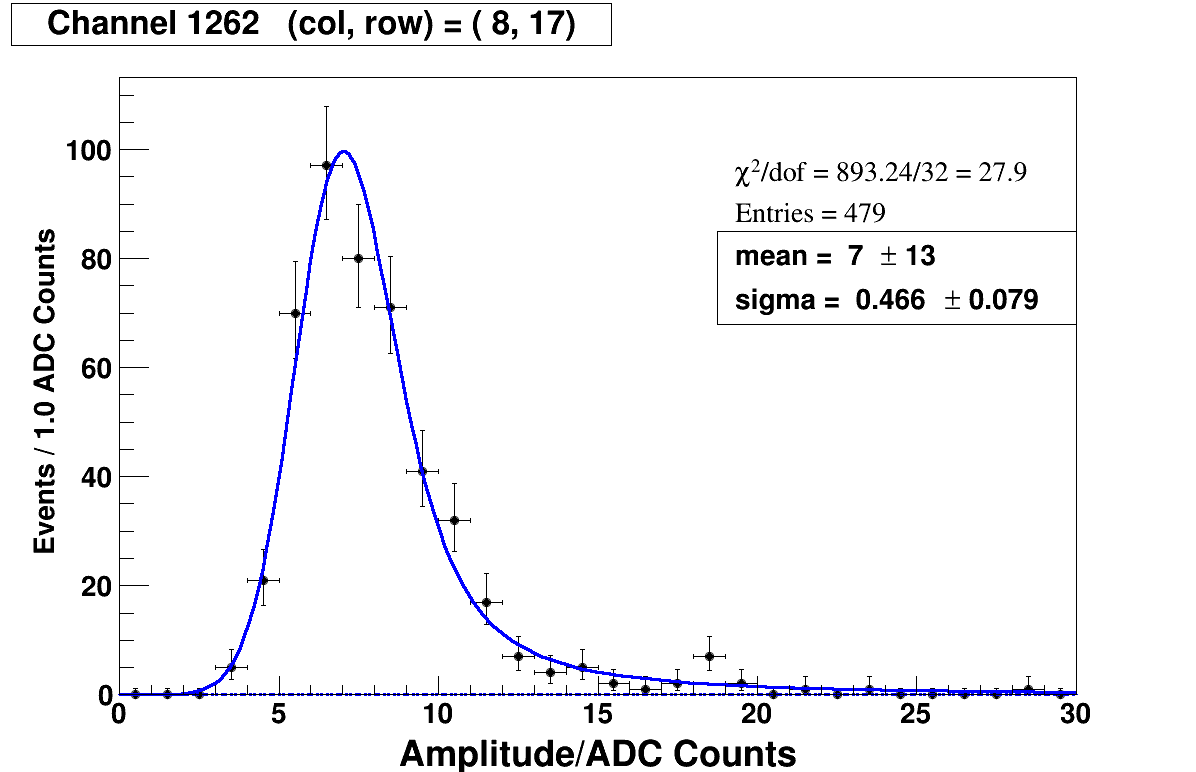 Channel 1262 (col, row) = ( 8, 17)
χ²/dof = 893.24/32 = 27.9
Entries = 479
mean = 7 ± 13
sigma = 0.466 ± 0.079
Events / 1.0 ADC Counts
100
80
60
40
20
0
0 5 10 15 20 25 30
Amplitude/ADC Counts